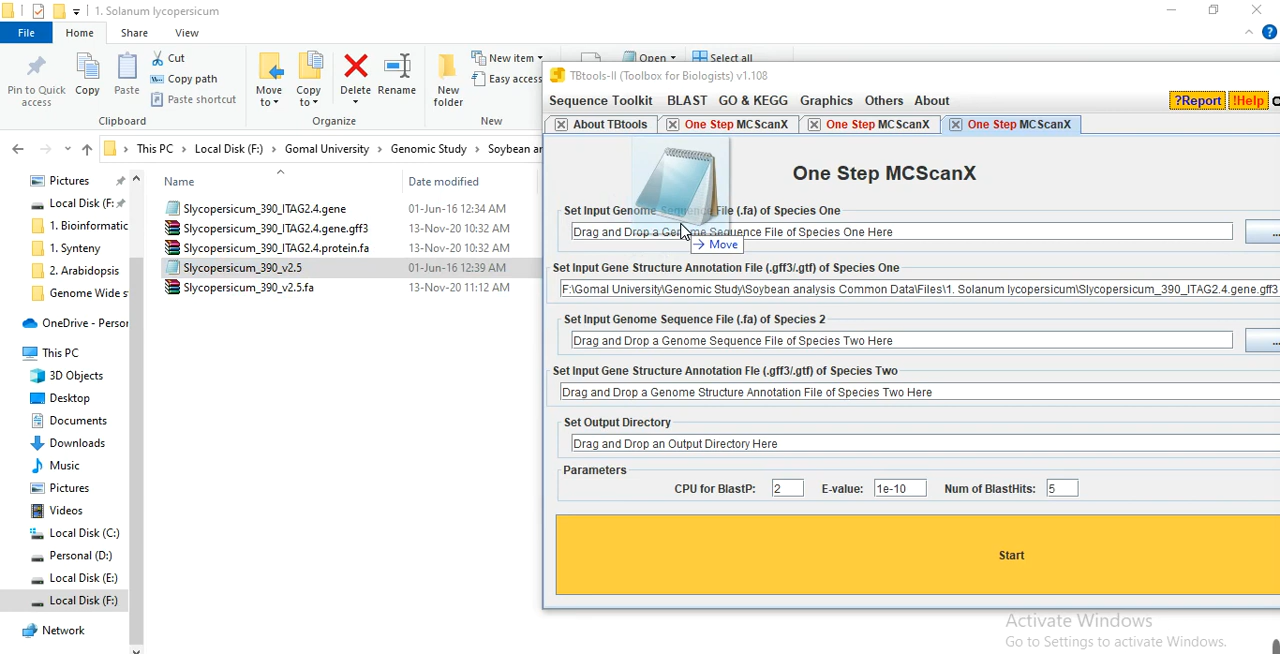 1. Solanum lycopersicum
File Home Share View
Pin to Quick access
Copy
Paste
Cut
Copy path
Paste shortcut
Clipboard
Move to
Copy to
Delete
Rename
Organize
New folder
New item
Easy access
New
Open
Select all
This PC > Local Disk (F:) > Gomal University > Genomic Study > Soybean ar
Pictures
Local Disk (F:
1. Bioinformatic
1. Synteny
2. Arabidopsis
Genome Wide s
OneDrive - Person
This PC
3D Objects
Desktop
Documents
Downloads
Music
Pictures
Videos
Local Disk (C:)
Personal (D:)
Local Disk (E:)
Local Disk (F:)
Network
Name Date modified
Slycopersicum_390_ITAG2.4.gene 01-Jun-16 12:34 AM
Slycopersicum_390_ITAG2.4.gene.gff3 13-Nov-20 10:32 AM
Slycopersicum_390_ITAG2.4.protein.fa 13-Nov-20 10:32 AM
Slycopersicum_390_v2.5 01-Jun-16 12:39 AM
Slycopersicum_390_v2.5.fa 13-Nov-20 11:12 AM
TBtools-II (Toolbox for Biologists) v1.108
Sequence Toolkit BLAST GO & KEGG Graphics Others About ?Report !Help
About TBtools One Step MCScanX One Step MCScanX One Step MCScanX
One Step MCScanX
Set Input Genome Sequence File (.fa) of Species One
Drag and Drop a Genome Sequence File of Species One Here
...
Move
Set Input Gene Structure Annotation File (.gff3/.gtf) of Species One
F:\Gomal University\Genomic Study\Soybean analysis Common Data\Files\1. Solanum lycopersicum\Slycopersicum_390_ITAG2.4.gene.gff3
Set Input Genome Sequence File (.fa) of Species 2
Drag and Drop a Genome Sequence File of Species Two Here
...
Set Input Gene Structure Annotation Fle (.gff3/.gtf) of Species Two
Drag and Drop a Genome Structure Annotation File of Species Two Here
Set Output Directory
Drag and Drop an Output Directory Here
Parameters
CPU for BlastP: 2 E-value: 1e-10 Num of BlastHits: 5
Start
Activate Windows
Go to Settings to activate Windows.